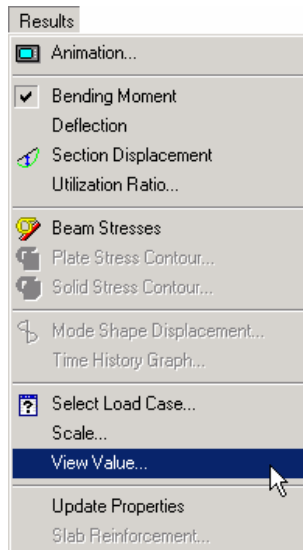 Results
Animation...
Bending Moment
Deflection
Section Displacement
Utilization Ratio...
Beam Stresses
Plate Stress Contour...
Solid Stress Contour...
Mode Shape Displacement...
Time History Graph...
Select Load Case...
Scale...
View Value...
Update Properties
Slab Reinforcement...